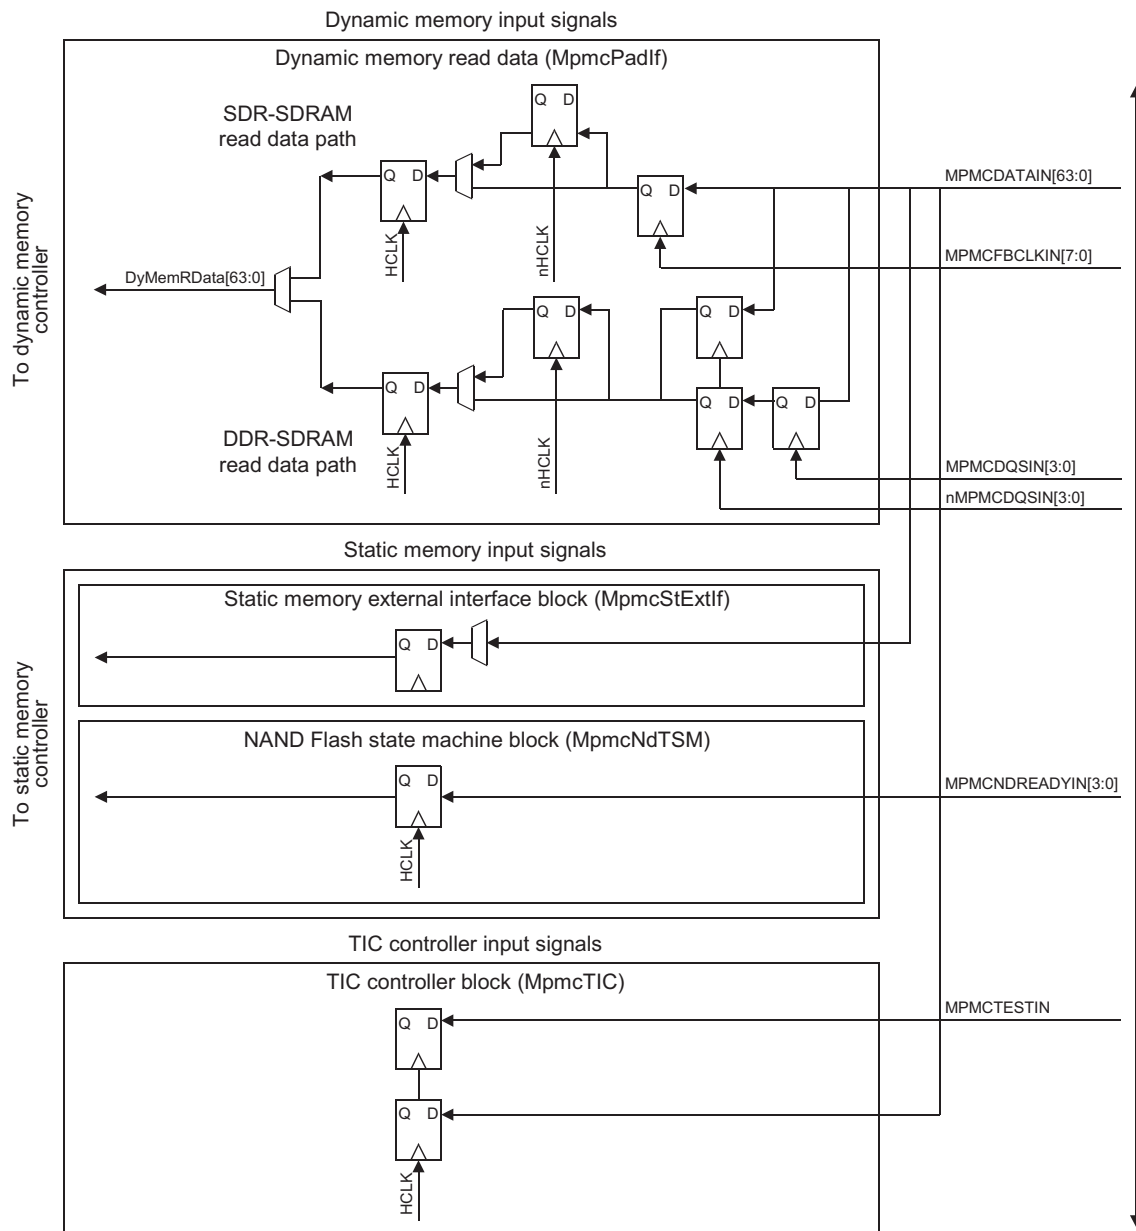 Dynamic memory input signals
Dynamic memory read data (MpmcPadIf)
SDR-SDRAM
read data path
Q D
Q D
Q D
HCLK
nHCLK
MPMCDATAIN[63:0]
MPMCFBCLKIN[7:0]
To dynamic memory
controller
DyMemRData[63:0]
Q D
Q D
Q D
Q D
Q D
DDR-SDRAM
read data path
HCLK
nHCLK
MPMCDQSIN[3:0]
nMPMCDQSIN[3:0]
Static memory input signals
Static memory external interface block (MpmcStExtIf)
Q D
To static memory
controller
NAND Flash state machine block (MpmcNdTSM)
Q D
HCLK
MPMCNDREADYIN[3:0]
TIC controller input signals
TIC controller block (MpmcTIC)
Q D
MPMCTESTIN
Q D
HCLK